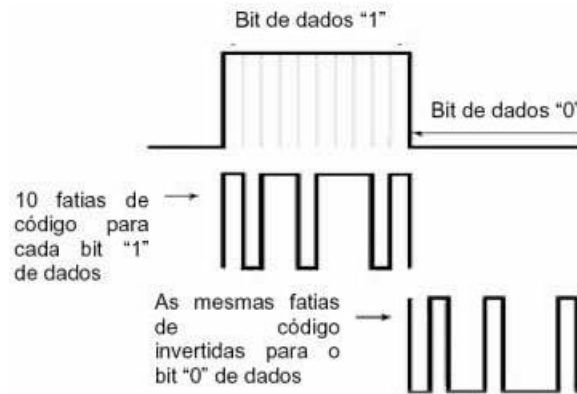 Bit de dados “1”
Bit de dados “0”
10 fatias de
código para
cada bit “1”
de dados
As mesmas fatias
de código
invertidas para o
bit “0” de dados